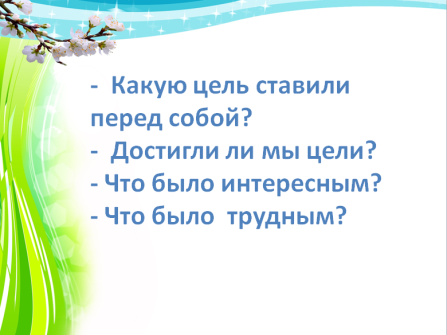 - Какую цель ставили
перед собой?
- Достигли ли мы цели?
- Что было интересным?
- Что было трудным?